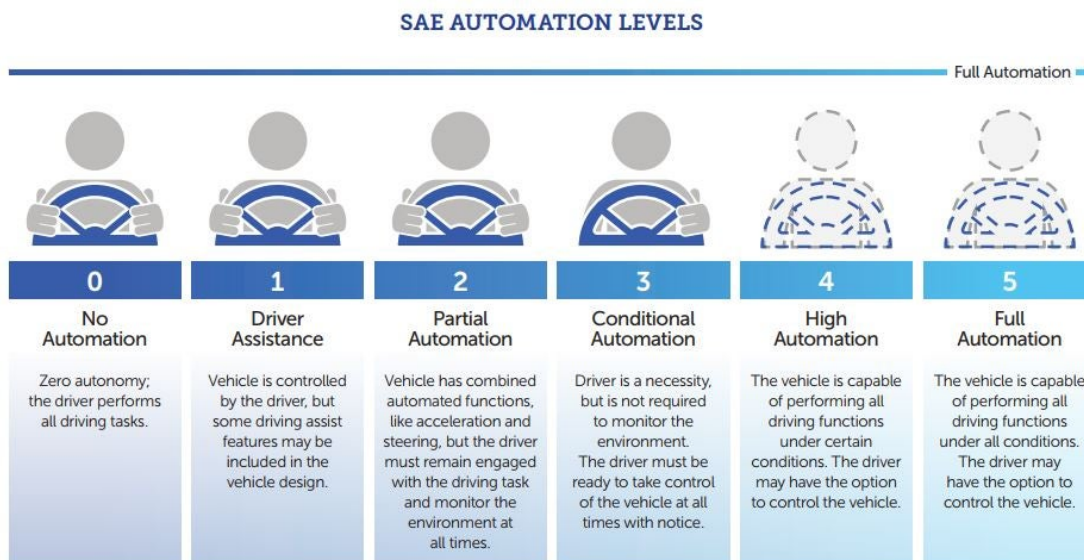 SAE AUTOMATION LEVELS
Full Automation
0
No
Automation
Zero autonomy;
the driver performs
all driving tasks.
1
Driver
Assistance
Vehicle is controlled
by the driver, but
some driving assist
features may be
included in the
vehicle design.
2
Partial
Automation
Vehicle has combined
automated functions,
like acceleration and
steering, but the driver
must remain engaged
with the driving task
and monitor the
environment at
all times.
3
Conditional
Automation
Driver is a necessity,
but is not required
to monitor the
environment.
The driver must be
ready to take control
of the vehicle at all
times with notice.
4
High
Automation
The vehicle is capable
of performing all
driving functions
under certain
conditions. The driver
may have the option
to control the vehicle.
5
Full
Automation
The vehicle is capable
of performing all
driving functions
under all conditions.
The driver may
have the option to
control the vehicle.